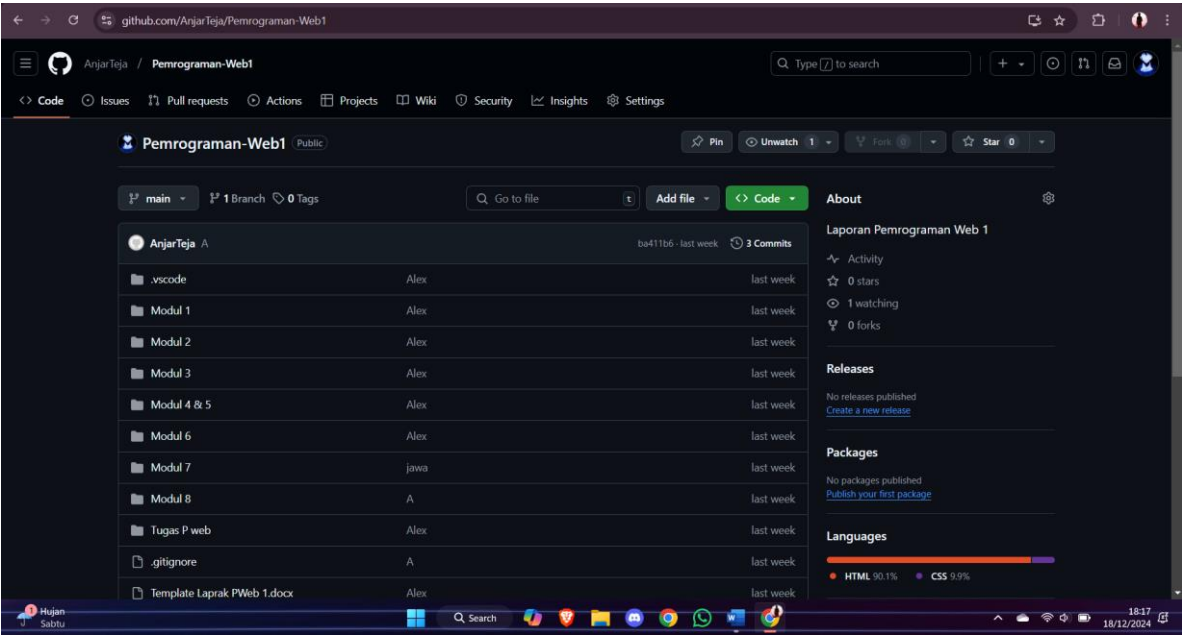 github.com/AnjarTeja/Pemrograman-Web1
AnjarTeja / Pemrograman-Web1
Type / to search
Code Issues Pull requests Actions Projects Wiki Security Insights Settings
Pemrograman-Web1 Public
Pin Unwatch 1 Fork 0 Star 0
main 1 Branch 0 Tags Go to file t Add file Code
AnjarTeja A ba411b6 · last week 3 Commits
.vscode Alex last week
Modul 1 Alex last week
Modul 2 Alex last week
Modul 3 Alex last week
Modul 4 & 5 Alex last week
Modul 6 Alex last week
Modul 7 jawa last week
Modul 8 A last week
Tugas P web Alex last week
.gitignore A last week
Template Laprak PWeb 1.docx Alex last week
About
Laporan Pemrograman Web 1
Activity
0 stars
1 watching
0 forks
Releases
No releases published
Create a new release
Packages
No packages published
Publish your first package
Languages
HTML 90.1% CSS 9.9%
1 Hujan
Sabtu
Search
18:17
18/12/2024